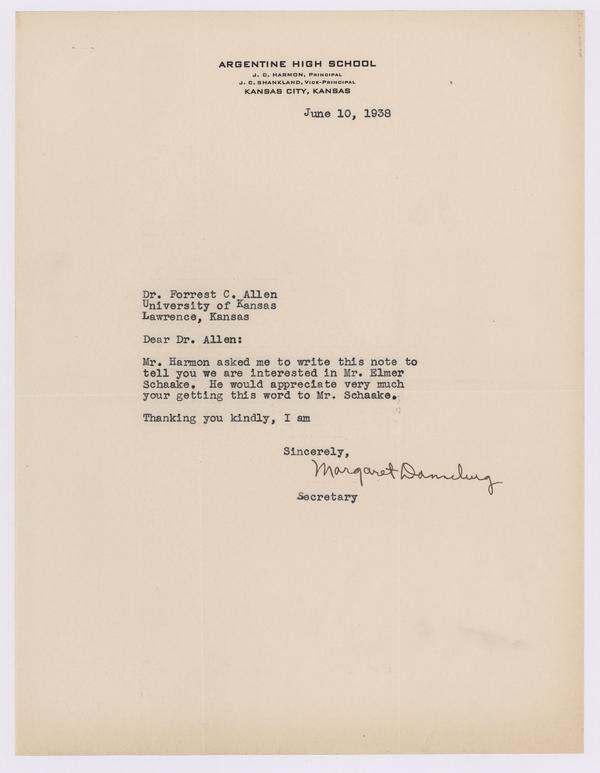 ARGENTINE HIGH SCHOOL
J. C. HARMON, PRINCIPAL
J. C. SHANKLAND, VICE-PRINCIPAL
KANSAS CITY, KANSAS
June 10, 1938
Dr. Forrest C. Allen
University of Kansas
Lawrence, Kansas
Dear Dr. Allen:
Mr. Harmon asked me to write this note to
tell you we are interested in Mr. Elmer
Schaake. He would appreciate very much
your getting this word to Mr. Schaake.
Thanking you kindly, I am
Sincerely,
Margaret
Secretary